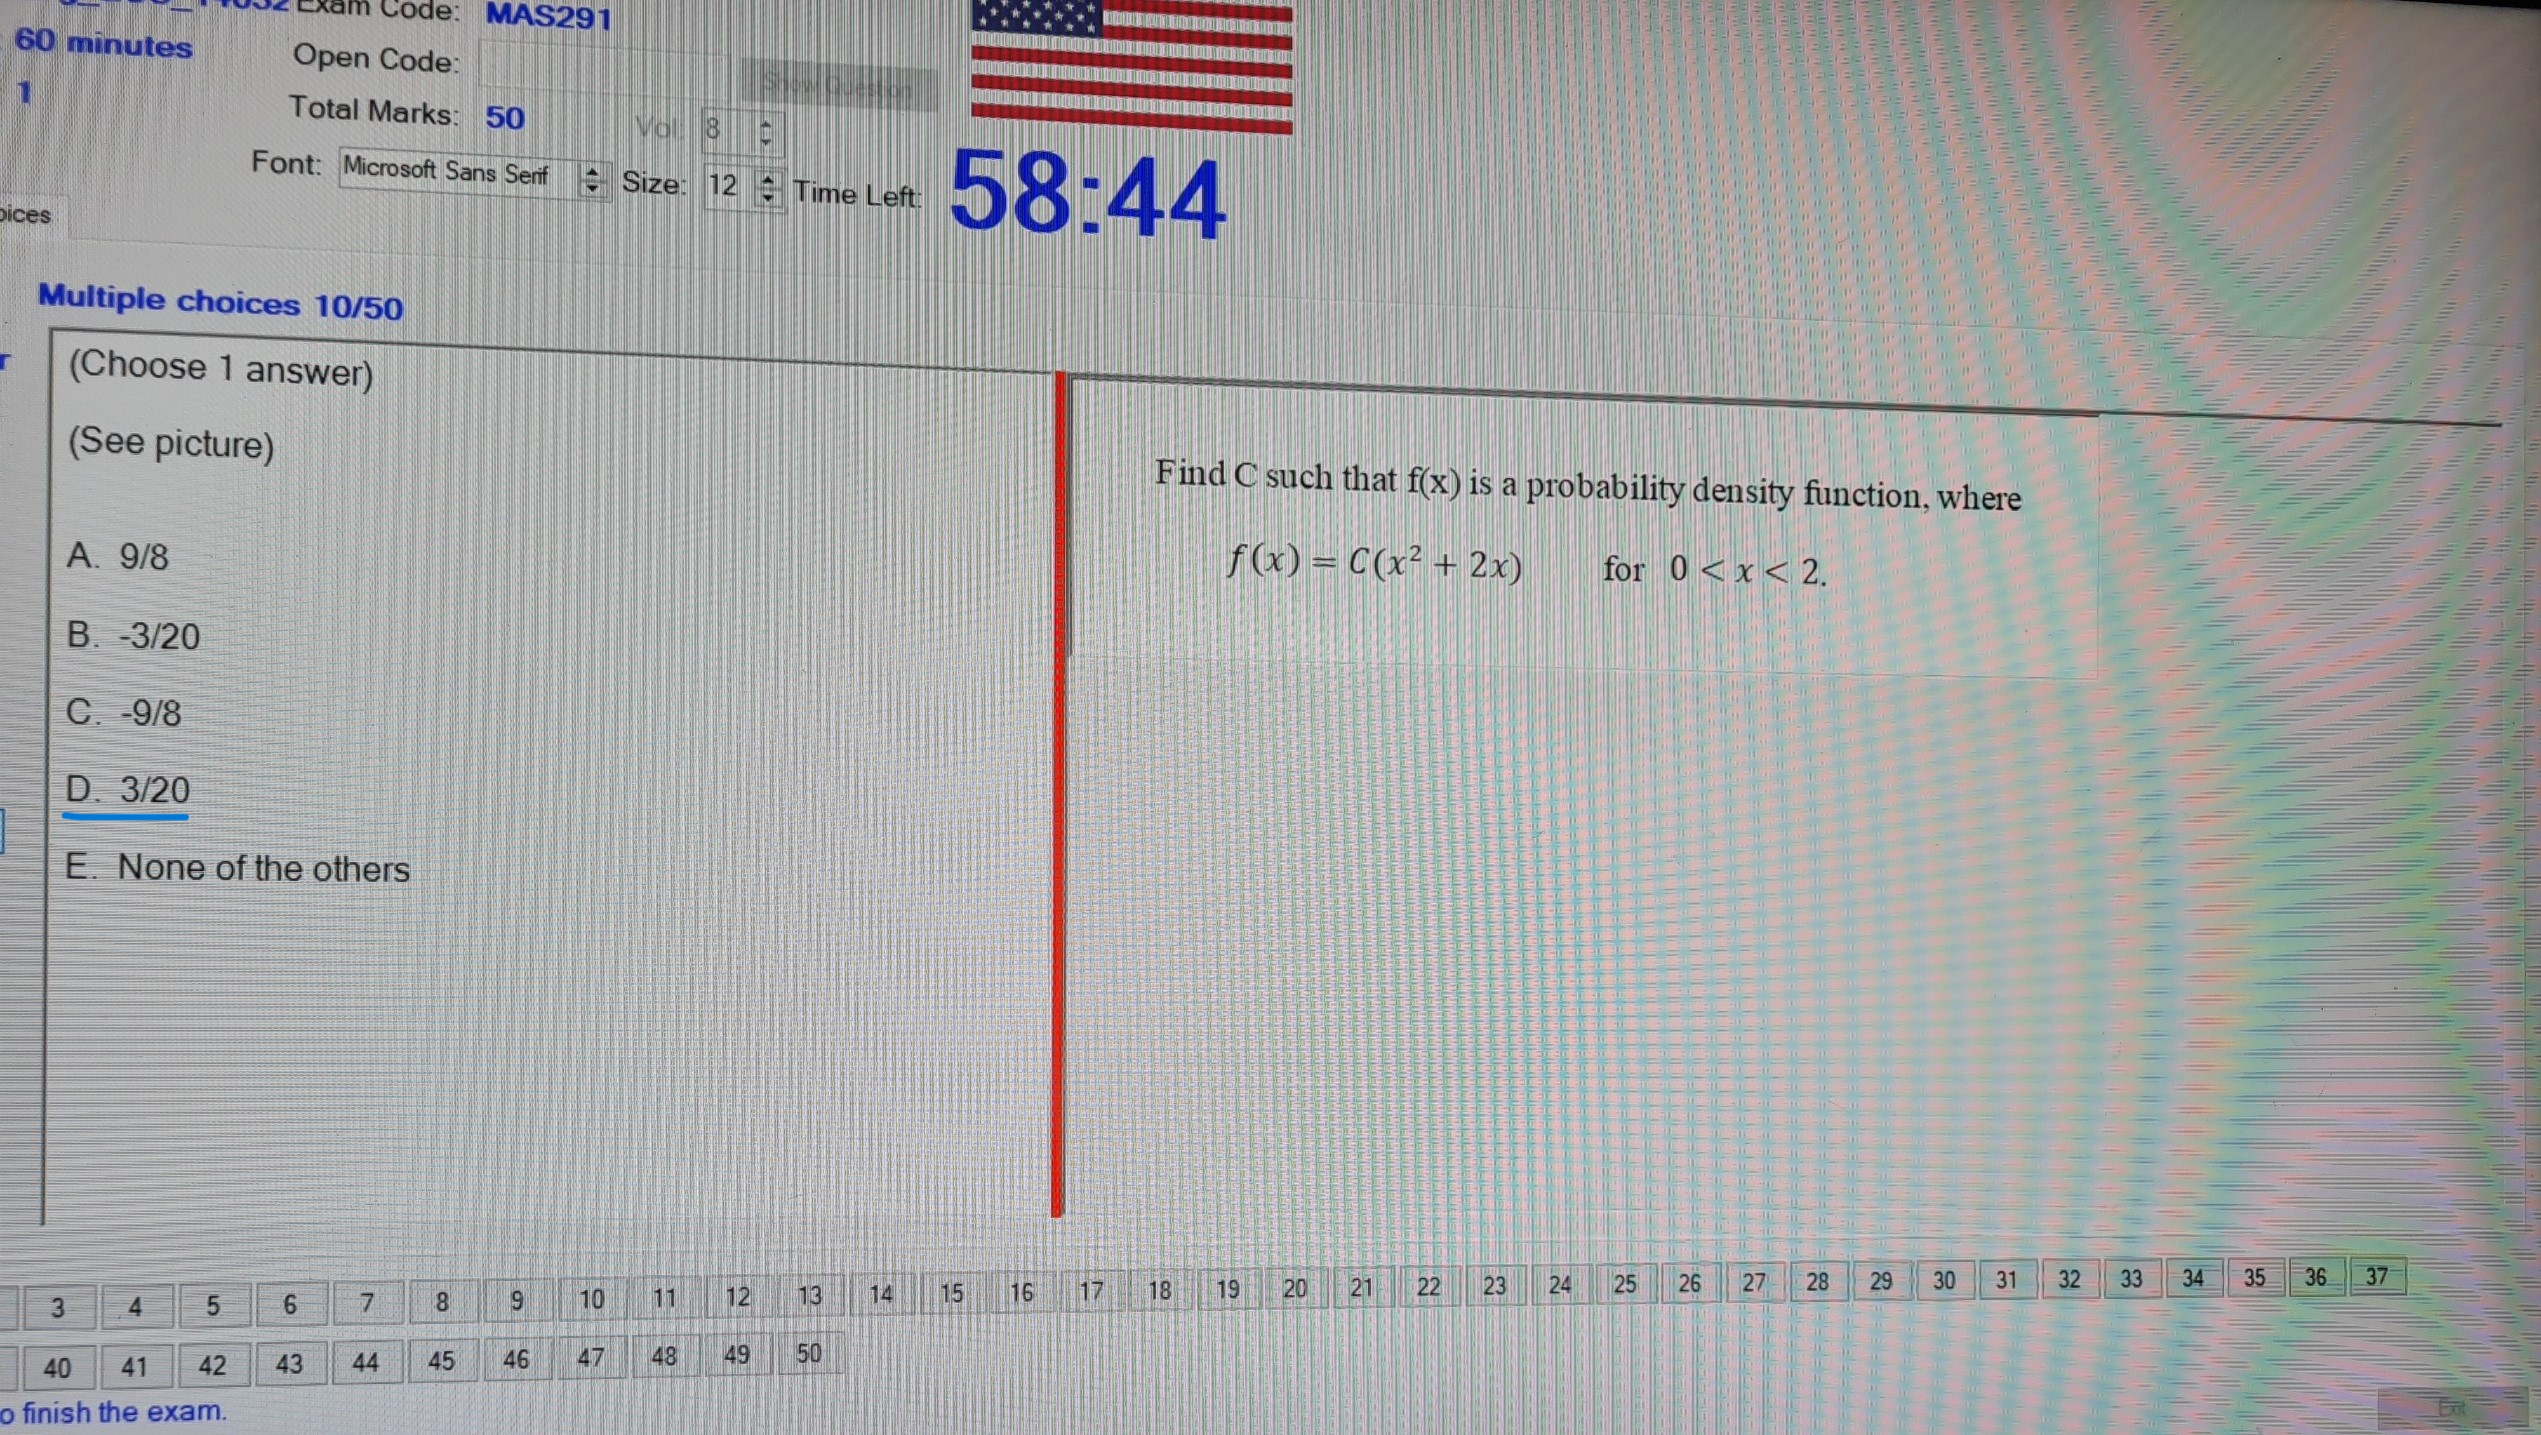 Exam Code: MAS291
60 minutes
Open Code:
Show Question
1
Total Marks: 50
Vol: 8
Font: Microsoft Sans Serif Size: 12 Time Left: 58:44
Multiple choices 10/50
(Choose 1 answer)
(See picture)
A. 9/8
B. -3/20
C. -9/8
D. 3/20
E. None of the others
Find C such that f(x) is a probability density function, where
f(x) = C(x² + 2x) for 0 < x < 2.
3 4 5 6 7 8 9 10 11 12 13 14 15 16 17 18 19 20 21 22 23 24 25 26 27 28 29 30 31 32 33 34 35 36 37
40 41 42 43 44 45 46 47 48 49 50
finish the exam.
Exit